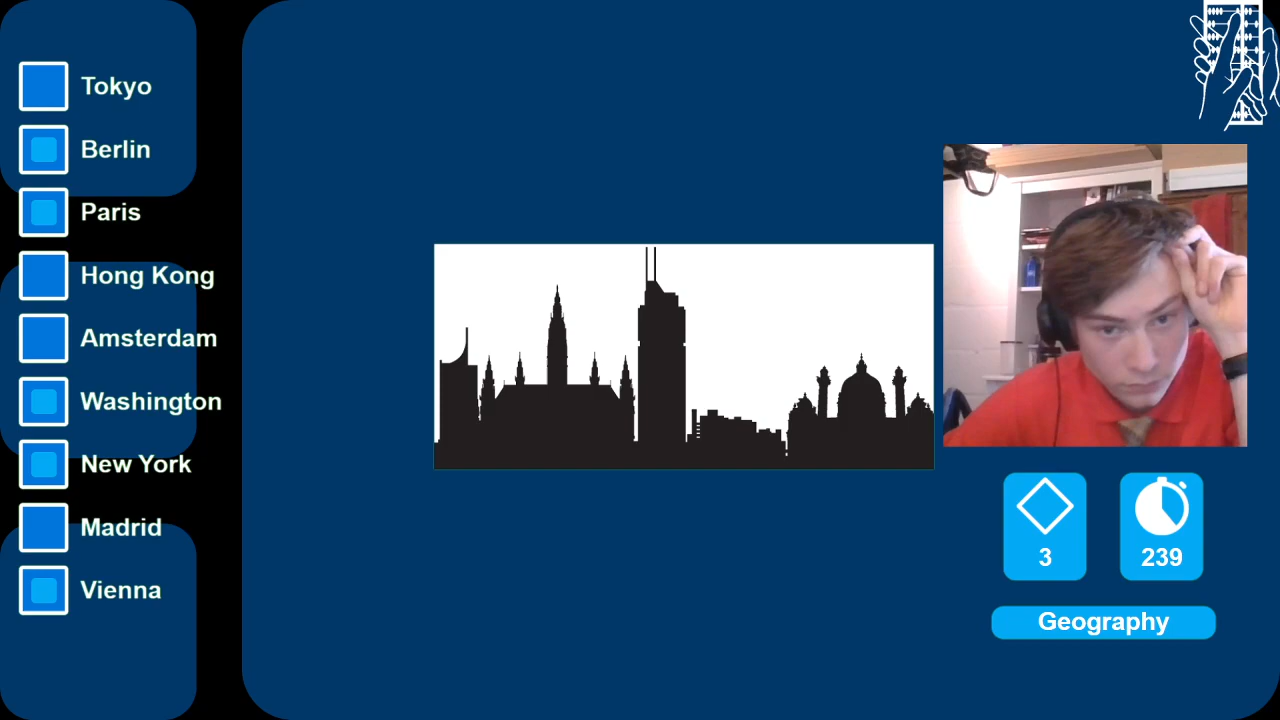 Tokyo
Berlin
Paris
Hong Kong
Amsterdam
Washington
New York
Madrid
Vienna
3
239
Geography